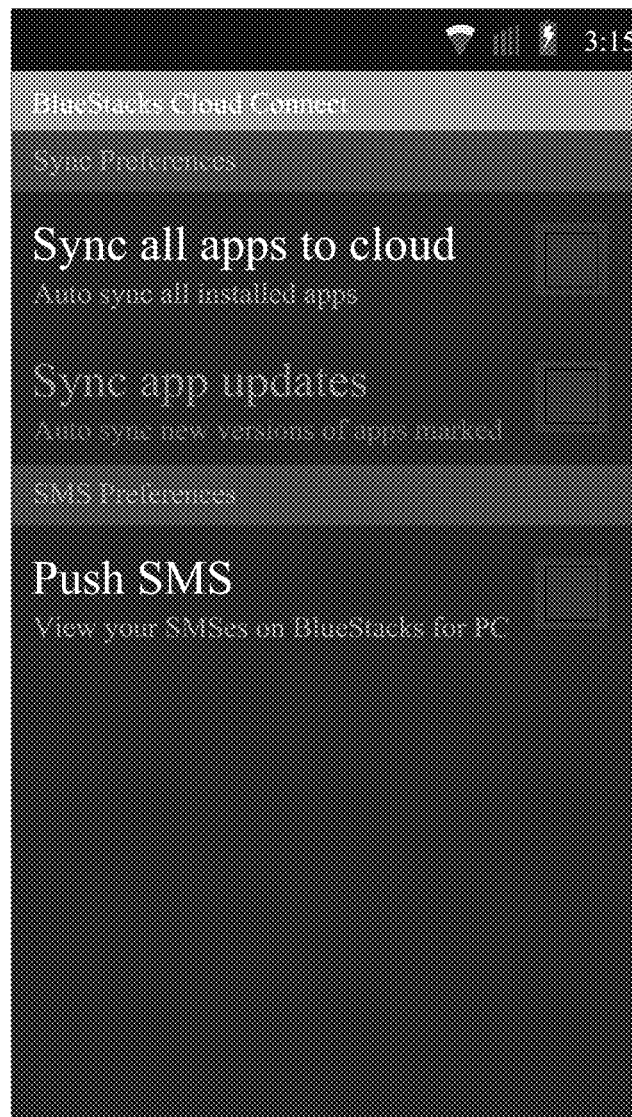 3:15
BlueStacks Cloud Connect
Sync Preferences
Sync all apps to cloud
Auto sync all installed apps
Sync app updates
Auto sync new versions of apps marked
SMS Preferences
Push SMS
View your SMSes on BlueStacks for PC